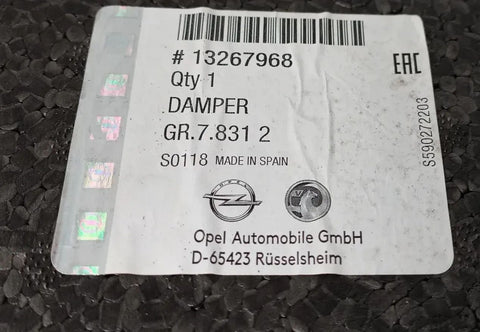 # 13267968
Qty 1
DAMPER
GR.7.831 2
S0118 MADE IN SPAIN
Opel Automobile GmbH
D-65423 Rüsselsheim
EAC
S590272203
OPEL